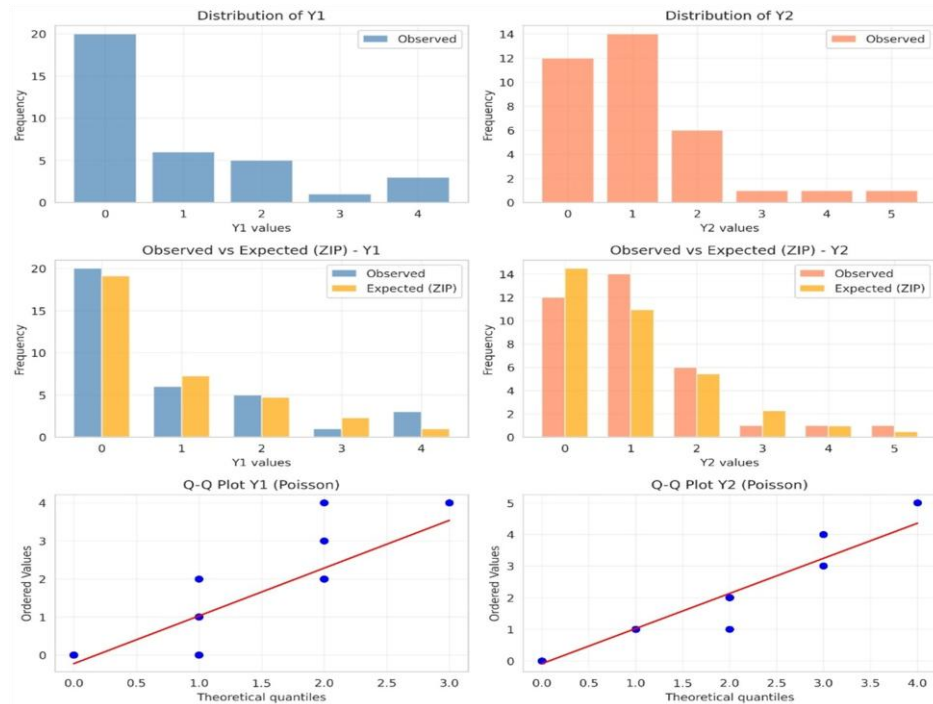 Distribution of Y1
20
15
10
5
0
Frequency
Observed
0 1 2 3 4
Y1 values
Distribution of Y2
14
12
10
8
6
4
2
0
Frequency
Observed
0 1 2 3 4 5
Y2 values
Observed vs Expected (ZIP) - Y1
20
15
10
5
0
Frequency
Observed
Expected (ZIP)
0 1 2 3 4
Y1 values
Observed vs Expected (ZIP) - Y2
14
12
10
8
6
4
2
0
Frequency
Observed
Expected (ZIP)
0 1 2 3 4 5
Y2 values
Q-Q Plot Y1 (Poisson)
4
3
2
1
0
Ordered Values
0.0 0.5 1.0 1.5 2.0 2.5 3.0
Theoretical quantiles
Q-Q Plot Y2 (Poisson)
5
4
3
2
1
0
Ordered Values
0.0 0.5 1.0 1.5 2.0 2.5 3.0 3.5 4.0
Theoretical quantiles